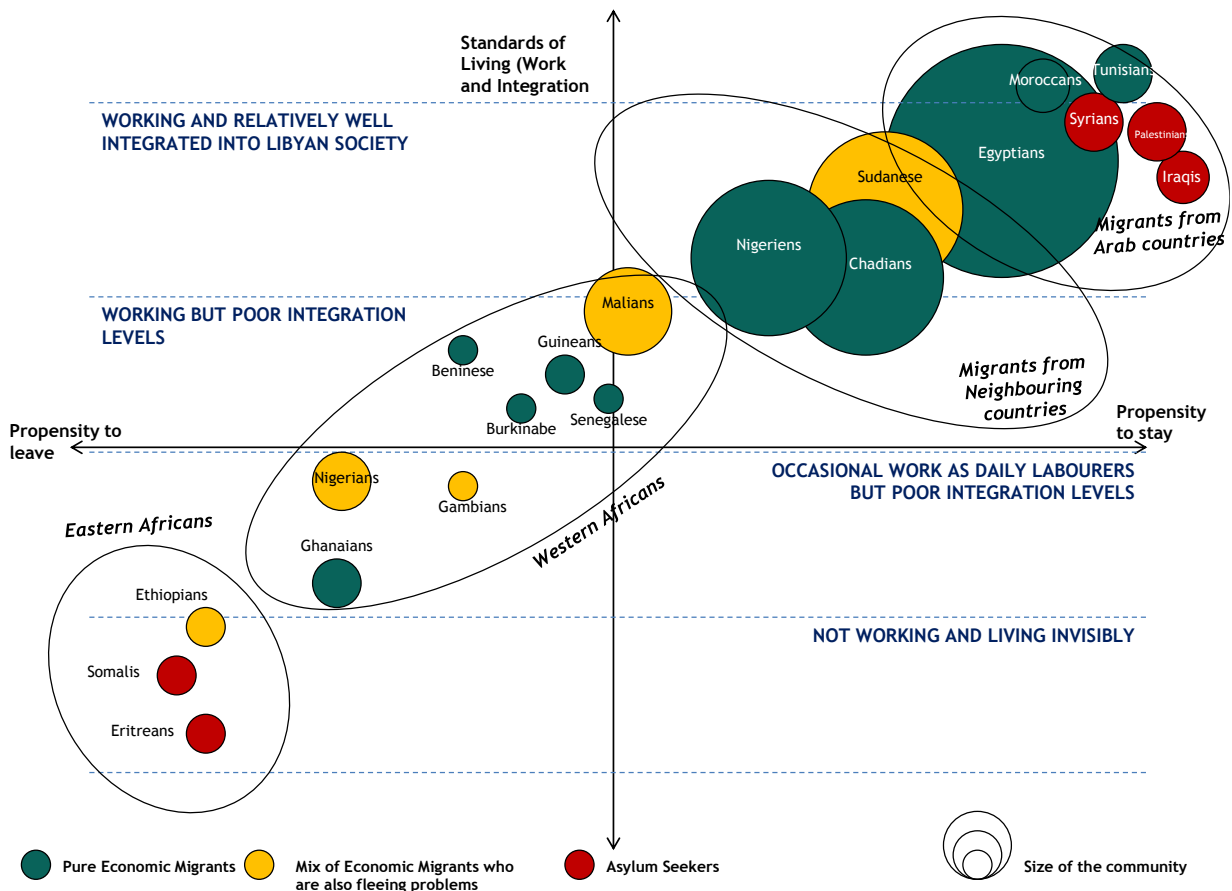 Standards of
Living (Work
and Integration
Moroccans
Tunisians
WORKING AND RELATIVELY WELL
INTEGRATED INTO LIBYAN SOCIETY
Syrians
Palestinians
Egyptians
Sudanese
Iraqis
Migrants from
Arab countries
Nigeriens
Chadians
WORKING BUT POOR INTEGRATION
LEVELS
Malians
Guineans
Beninese
Migrants from
Neighbouring
countries
Burkinabe
Senegalese
Propensity to
leave
Propensity
to stay
OCCASIONAL WORK AS DAILY LABOURERS
BUT POOR INTEGRATION LEVELS
Nigerians
Gambians
Western Africans
Eastern Africans
Ghanaians
Ethiopians
NOT WORKING AND LIVING INVISIBLY
Somalis
Eritreans
Pure Economic Migrants
Mix of Economic Migrants who
are also fleeing problems
Asylum Seekers
Size of the community